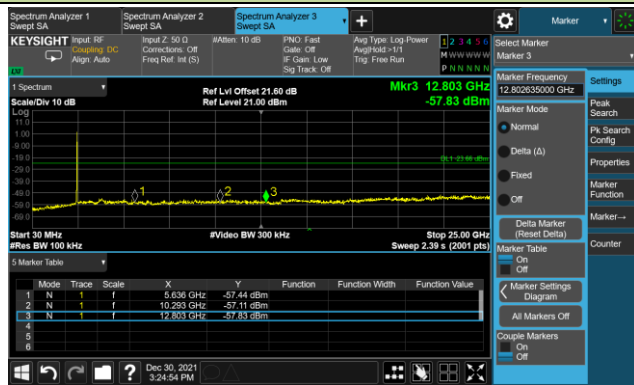 Spectrum Analyzer 1
Swept SA
Spectrum Analyzer 2
Swept SA
Spectrum Analyzer 3
Swept SA
Marker
KEYSIGHT
Input: RF
Coupling: DC
Align: Auto
Input Z: 50 Ω
Corrections: Off
Freq Ref: Int (S)
#Atten: 10 dB
PNO: Fast
Gate: Off
IF Gain: Low
Sig Track: Off
Avg Type: Log-Power
Avg|Hold:>1/1
Trig: Free Run
1 2 3 4 5 6
M W W W W W
P N N N N N
Select Marker
Marker 3
1 Spectrum
Scale/Div 10 dB
Ref Lvl Offset 21.60 dB
Ref Level 21.00 dBm
Mkr3 12.803 GHz
-57.83 dBm
Log
11.0
1.00
-9.00
-19.0
-29.0
-39.0
-49.0
-59.0
-69.0
DL1 -23.66 dBm
1
2
3
Start 30 MHz
#Res BW 100 kHz
#Video BW 300 kHz
Stop 25.00 GHz
Sweep 2.39 s (2001 pts)
5 Marker Table
Mode Trace Scale X Y Function Function Width Function Value
1 N 1 f 5.636 GHz -57.44 dBm
2 N 1 f 10.293 GHz -57.11 dBm
3 N 1 f 12.803 GHz -57.83 dBm
4
5
6
Marker Frequency
12.802635000 GHz
Marker Mode
Normal
Delta (Δ)
Fixed
Off
Delta Marker
(Reset Delta)
Marker Table
On
Off
Marker Settings
Diagram
All Markers Off
Couple Markers
On
Off
Settings
Peak
Search
Pk Search
Config
Properties
Marker
Function
Marker→
Counter
Dec 30, 2021
3:24:54 PM